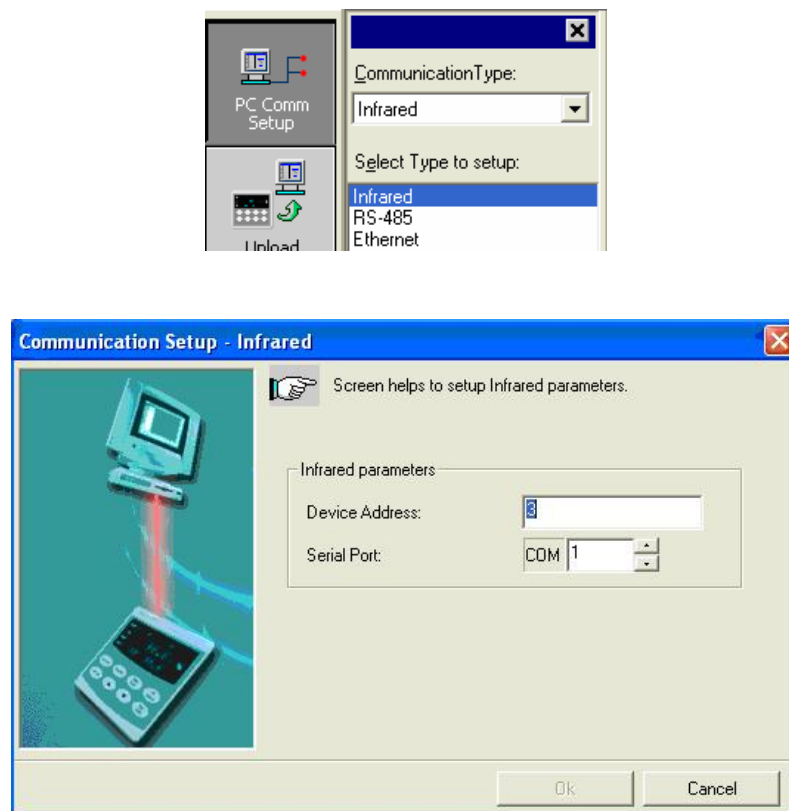 CommunicationType:
PC Comm
Setup
Infrared
Select Type to setup:
Infrared
RS-485
Ethernet
Upload
Communication Setup - Infrared
Screen helps to setup Infrared parameters.
Infrared parameters
Device Address: 3
Serial Port: COM 1
Ok Cancel